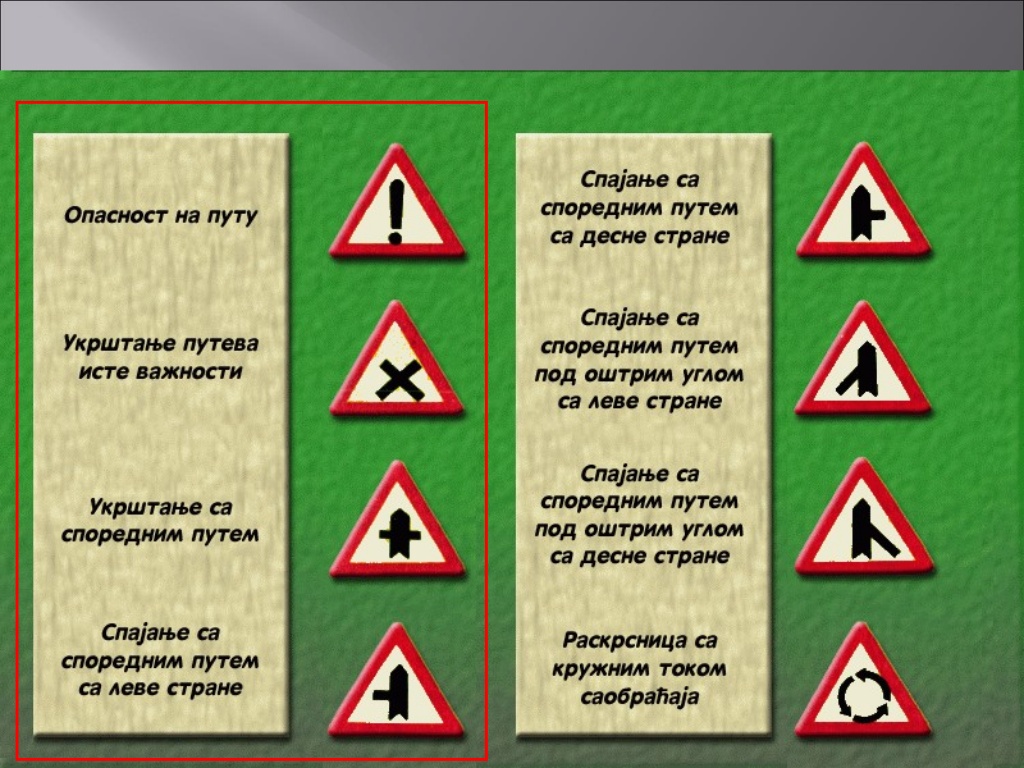 Опасност на путу
Укрштање путева
исте важности
Укрштање са
споредним путем
Спајање са
споредним путем
са леве стране
Спајање са
споредним путем
са десне стране
Спајање са
споредним путем
под оштрим углом
са леве стране
Спајање са
споредним путем
под оштрим углом
са десне стране
Раскрсница са
кружним током
саобраћаја